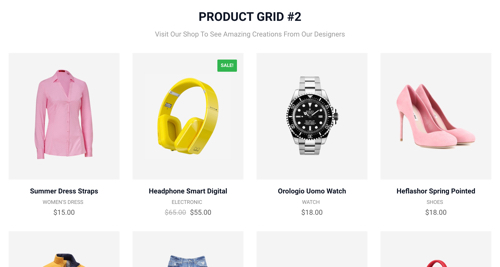 PRODUCT GRID #2
Visit Our Shop To See Amazing Creations From Our Designers
SALE!
Summer Dress Straps
WOMEN'S DRESS
$15.00
Headphone Smart Digital
ELECTRONIC
$65.00 $55.00
Orologio Uomo Watch
WATCH
$18.00
Heflashor Spring Pointed
SHOES
$18.00